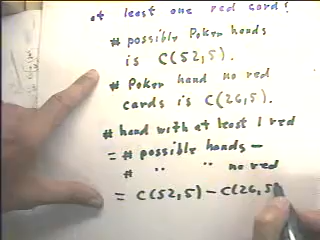 at least one red card?
# possible Poker hands
is C(52,5).
# Poker hand no red
cards is C(26,5).
# hand with at least 1 red
= # possible hands -
# " " no red
= C(52,5) - C(26,5)